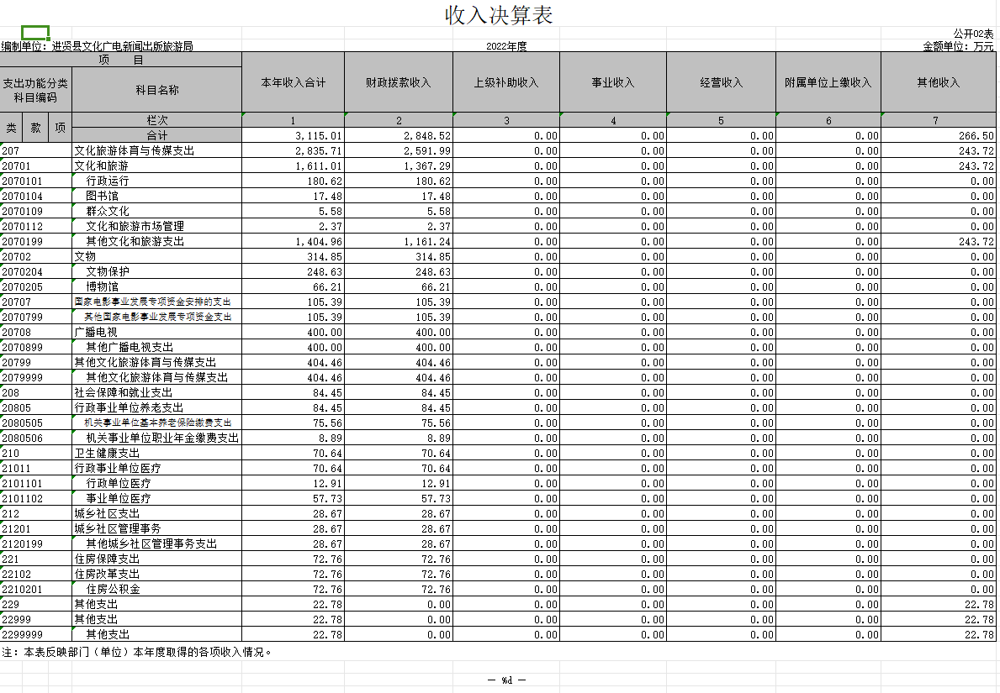 收入决算表
公开02表
编制单位：进贤县文化广电新闻出版旅游局 2022年度 金额单位：万元
项 目 本年收入合计 财政拨款收入 上级补助收入 事业收入 经营收入 附属单位上缴收入 其他收入
支出功能分类科目编码 科目名称
类 款 项 栏次 1 2 3 4 5 6 7
合计 3,115.01 2,848.52 0.00 0.00 0.00 0.00 266.50
207 文化旅游体育与传媒支出 2,835.71 2,591.99 0.00 0.00 0.00 0.00 243.72
20701 文化和旅游 1,611.01 1,367.29 0.00 0.00 0.00 0.00 243.72
2070101 行政运行 180.62 180.62 0.00 0.00 0.00 0.00 0.00
2070104 图书馆 17.48 17.48 0.00 0.00 0.00 0.00 0.00
2070109 群众文化 5.58 5.58 0.00 0.00 0.00 0.00 0.00
2070112 文化和旅游市场管理 2.37 2.37 0.00 0.00 0.00 0.00 0.00
2070199 其他文化和旅游支出 1,404.96 1,161.24 0.00 0.00 0.00 0.00 243.72
20702 文物 314.85 314.85 0.00 0.00 0.00 0.00 0.00
2070204 文物保护 248.63 248.63 0.00 0.00 0.00 0.00 0.00
2070205 博物馆 66.21 66.21 0.00 0.00 0.00 0.00 0.00
20707 国家电影事业发展专项资金安排的支出 105.39 105.39 0.00 0.00 0.00 0.00 0.00
2070799 其他国家电影事业发展专项资金支出 105.39 105.39 0.00 0.00 0.00 0.00 0.00
20708 广播电视 400.00 400.00 0.00 0.00 0.00 0.00 0.00
2070899 其他广播电视支出 400.00 400.00 0.00 0.00 0.00 0.00 0.00
20799 其他文化旅游体育与传媒支出 404.46 404.46 0.00 0.00 0.00 0.00 0.00
2079999 其他文化旅游体育与传媒支出 404.46 404.46 0.00 0.00 0.00 0.00 0.00
208 社会保障和就业支出 84.45 84.45 0.00 0.00 0.00 0.00 0.00
20805 行政事业单位养老支出 84.45 84.45 0.00 0.00 0.00 0.00 0.00
2080505 机关事业单位基本养老保险缴费支出 75.56 75.56 0.00 0.00 0.00 0.00 0.00
2080506 机关事业单位职业年金缴费支出 8.89 8.89 0.00 0.00 0.00 0.00 0.00
210 卫生健康支出 70.64 70.64 0.00 0.00 0.00 0.00 0.00
21011 行政事业单位医疗 70.64 70.64 0.00 0.00 0.00 0.00 0.00
2101101 行政单位医疗 12.91 12.91 0.00 0.00 0.00 0.00 0.00
2101102 事业单位医疗 57.73 57.73 0.00 0.00 0.00 0.00 0.00
212 城乡社区支出 28.67 28.67 0.00 0.00 0.00 0.00 0.00
21201 城乡社区管理事务 28.67 28.67 0.00 0.00 0.00 0.00 0.00
2120199 其他城乡社区管理事务支出 28.67 28.67 0.00 0.00 0.00 0.00 0.00
221 住房保障支出 72.76 72.76 0.00 0.00 0.00 0.00 0.00
22102 住房改革支出 72.76 72.76 0.00 0.00 0.00 0.00 0.00
2210201 住房公积金 72.76 72.76 0.00 0.00 0.00 0.00 0.00
229 其他支出 22.78 0.00 0.00 0.00 0.00 0.00 22.78
22999 其他支出 22.78 0.00 0.00 0.00 0.00 0.00 22.78
2299999 其他支出 22.78 0.00 0.00 0.00 0.00 0.00 22.78
注：本表反映部门（单位）本年度取得的各项收入情况。
— %d —